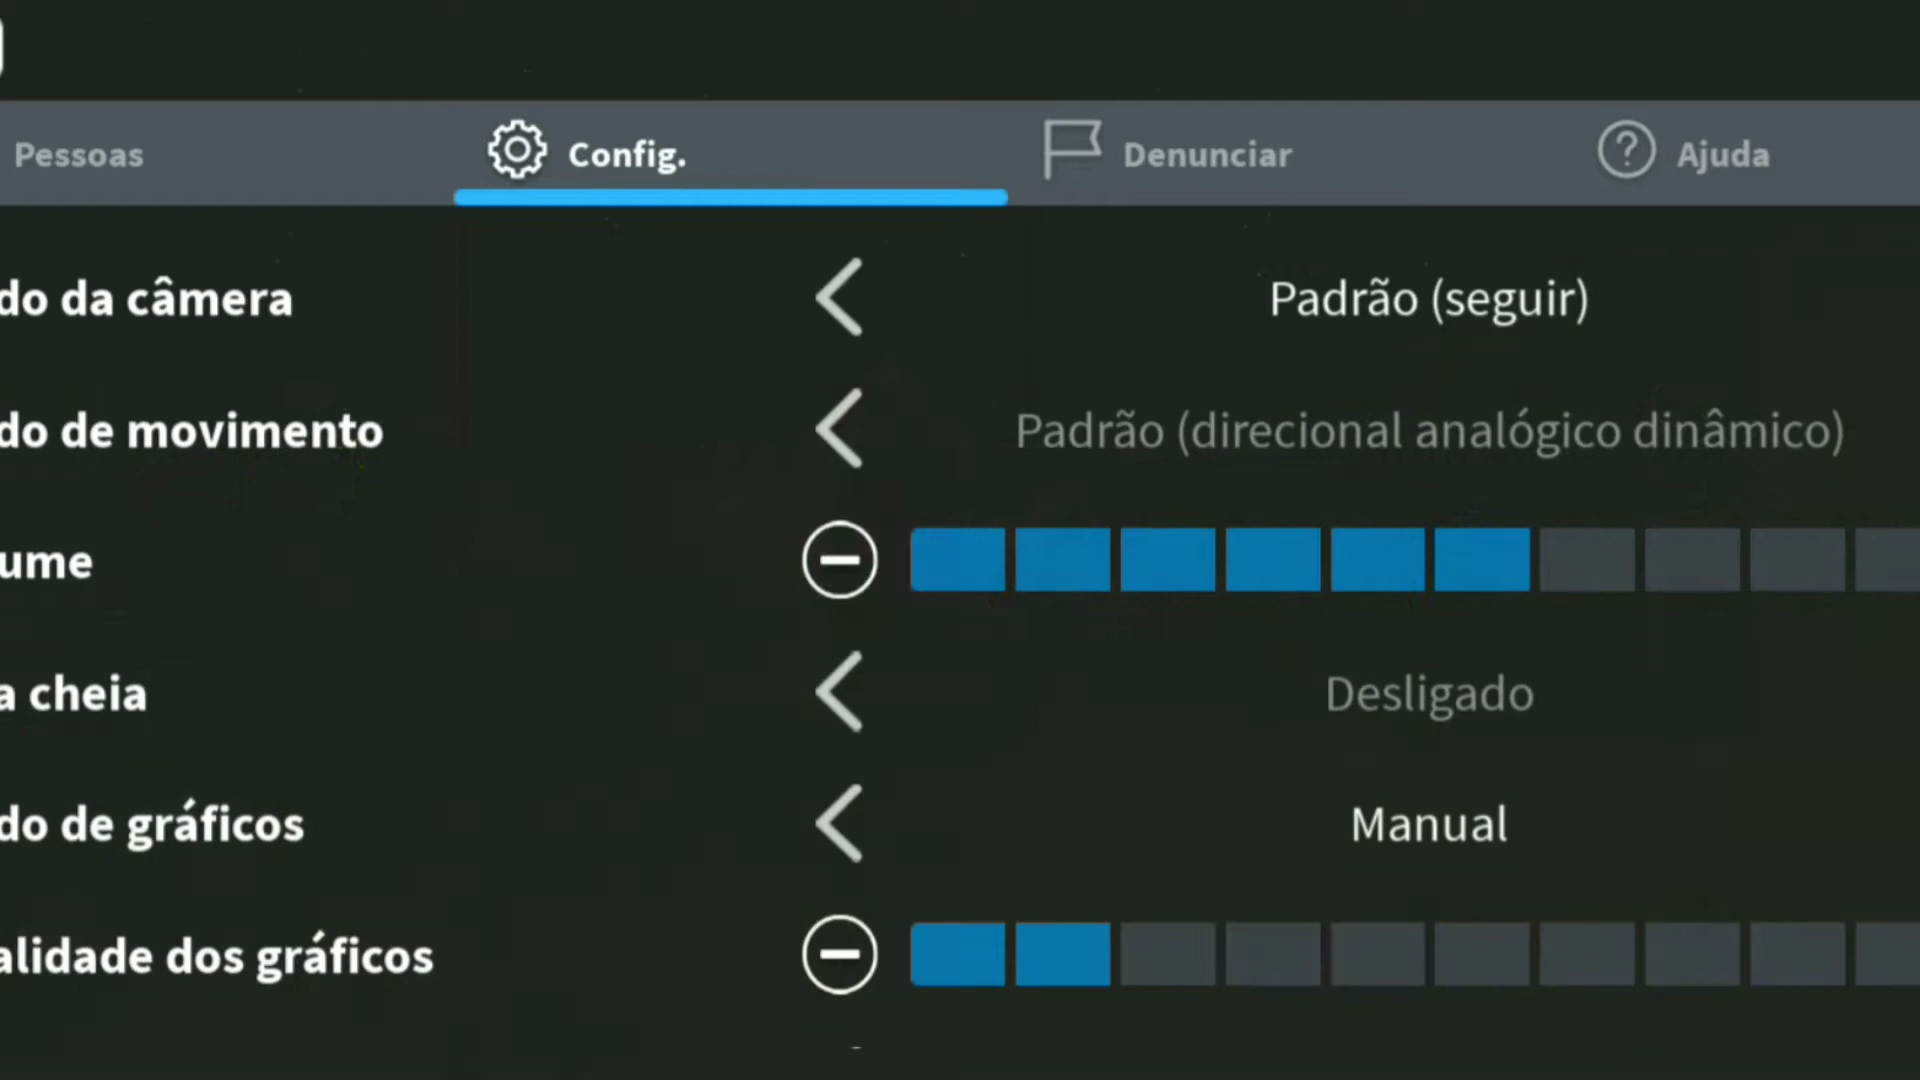 Pessoas
Config.
Denunciar
Ajuda
do da câmera
Padrão (seguir)
do de movimento
Padrão (direcional analógico dinâmico)
ume
a cheia
Desligado
do de gráficos
Manual
alidade dos gráficos